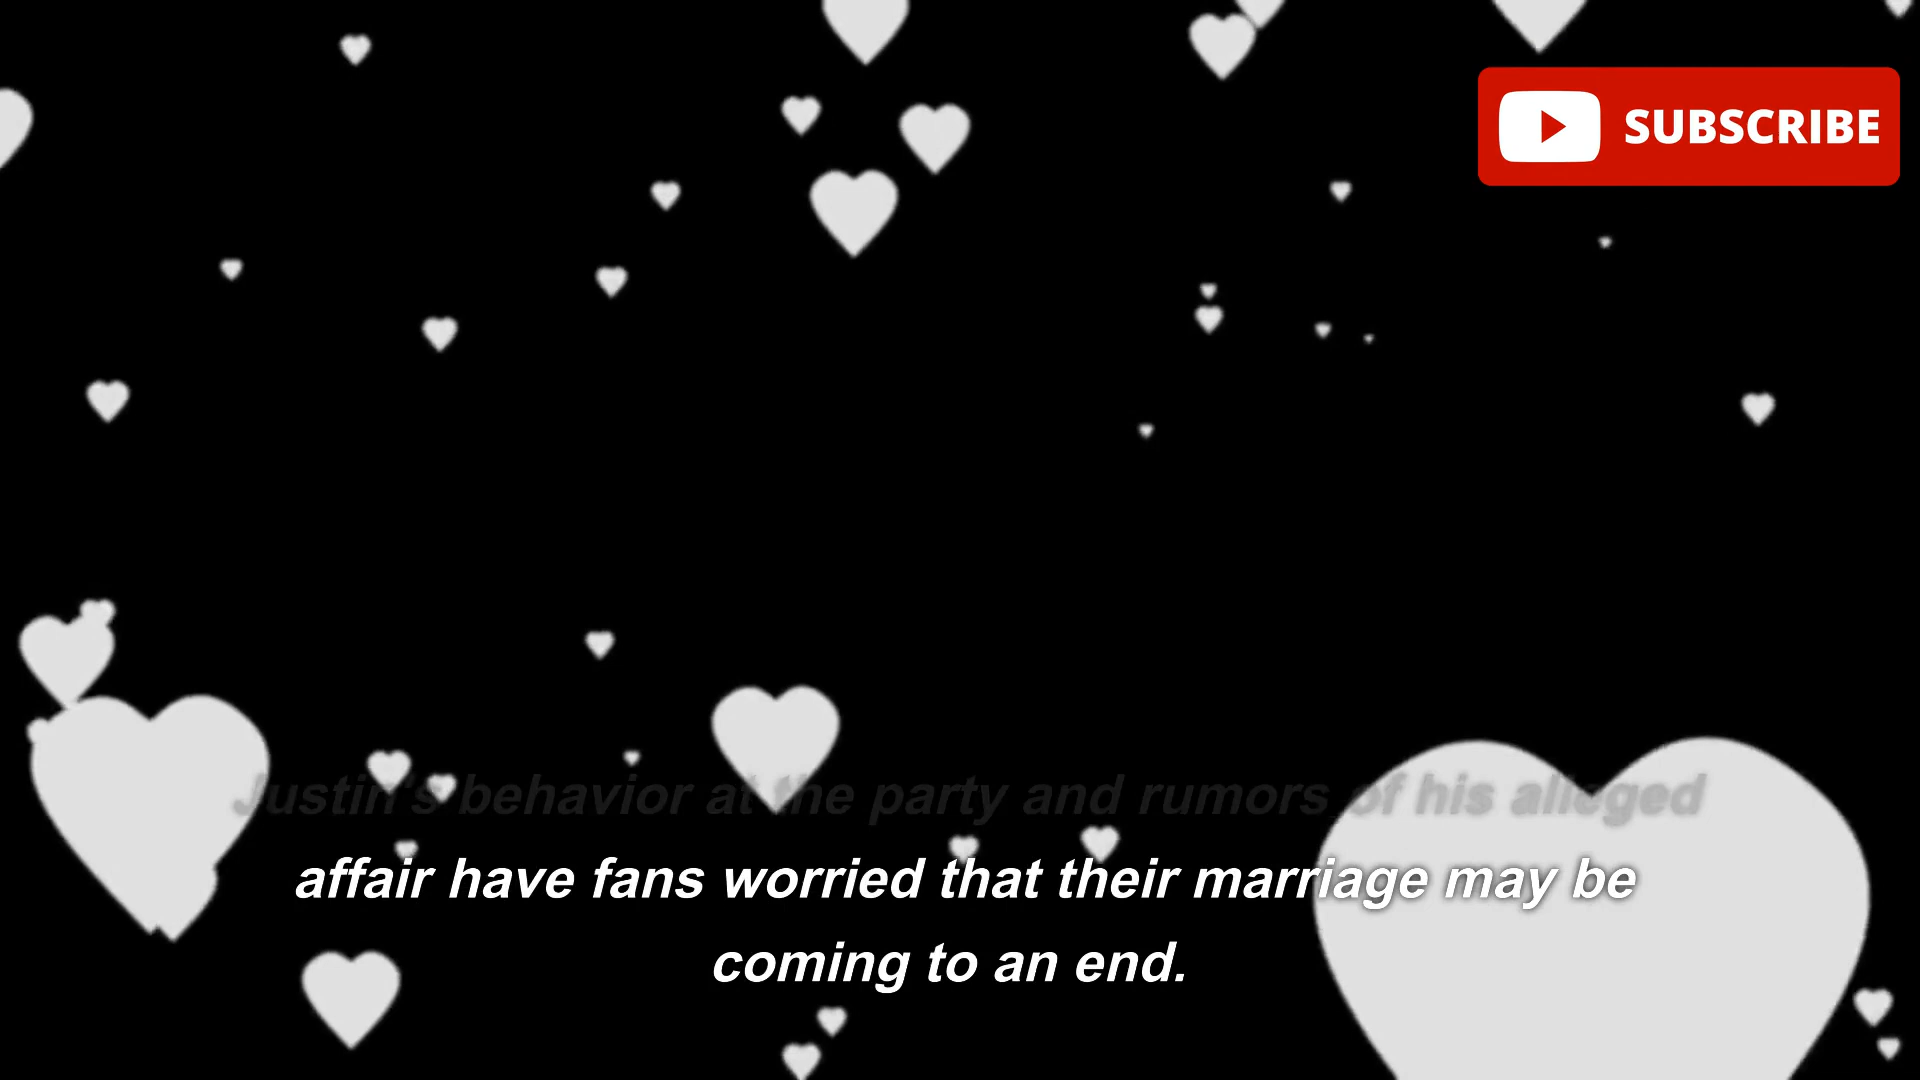 SUBSCRIBE
Justin's behavior at the party and rumors of his alleged
affair have fans worried that their marriage may be
coming to an end.